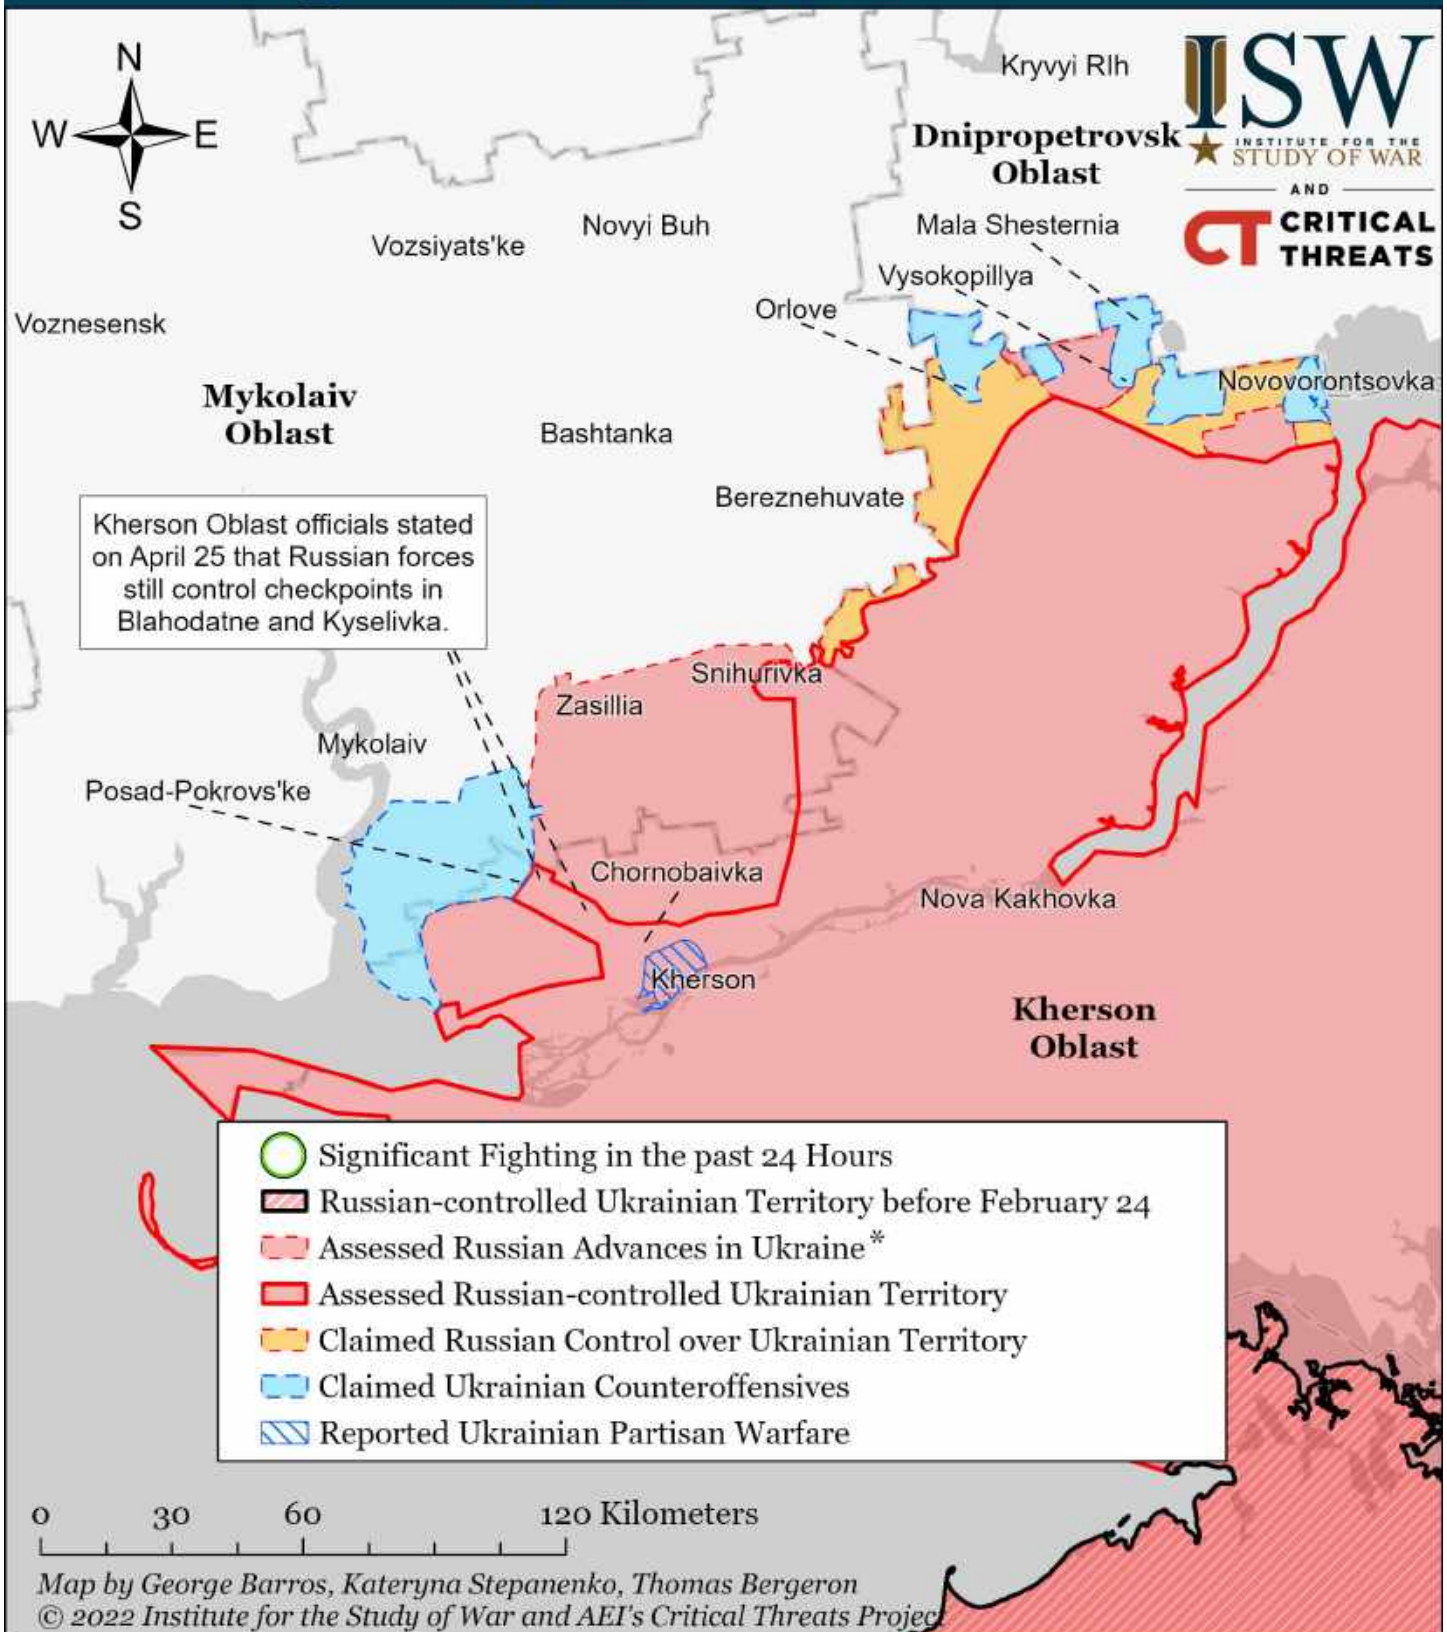 N
W
E
S
Kryvyi RIh
ISW
INSTITUTE FOR THE
STUDY OF WAR
AND
CT CRITICAL
THREATS
Dnipropetrovsk
Oblast
Mala Shesternia
Novyi Buh
Vozsiyats'ke
Vysokopillya
Orlove
Voznesensk
Novovorontsovka
Mykolaiv
Oblast
Bashtanka
Bereznehuvate
Kherson Oblast officials stated
on April 25 that Russian forces
still control checkpoints in
Blahodatne and Kyselivka.
Snihurivka
Zasillia
Mykolaiv
Posad-Pokrovs'ke
Chornobaivka
Nova Kakhovka
Kherson
Kherson
Oblast
Significant Fighting in the past 24 Hours
Russian-controlled Ukrainian Territory before February 24
Assessed Russian Advances in Ukraine*
Assessed Russian-controlled Ukrainian Territory
Claimed Russian Control over Ukrainian Territory
Claimed Ukrainian Counteroffensives
Reported Ukrainian Partisan Warfare
0 30 60 120 Kilometers
Map by George Barros, Kateryna Stepanenko, Thomas Bergeron
© 2022 Institute for the Study of War and AEI's Critical Threats Project